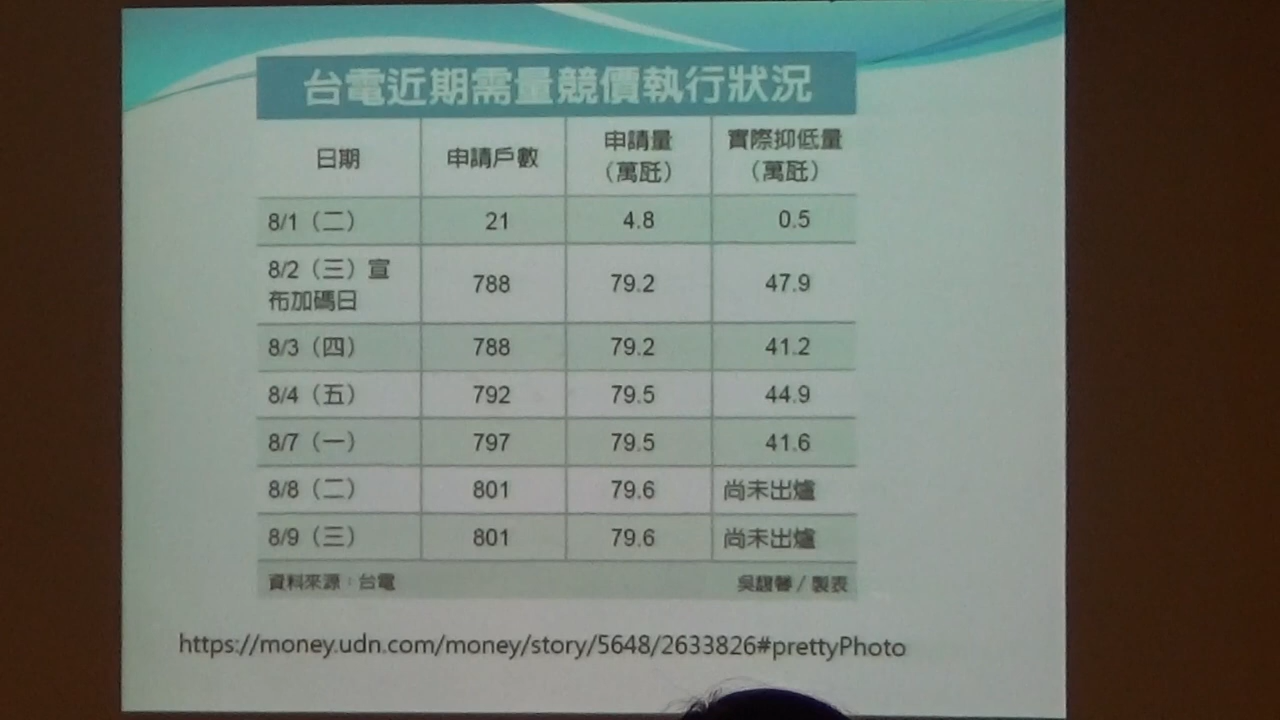 台電近期需量競價執行狀況
日期 申請戶數 申請量（萬瓩） 實際抑低量（萬瓩）
8/1（二） 21 4.8 0.5
8/2（三）宣布加碼日 788 79.2 47.9
8/3（四） 788 79.2 41.2
8/4（五） 792 79.5 44.9
8/7（一） 797 79.5 41.6
8/8（二） 801 79.6 尚未出爐
8/9（三） 801 79.6 尚未出爐
資料來源：台電 吳馥馨／製表
https://money.udn.com/money/story/5648/2633826#prettyPhoto